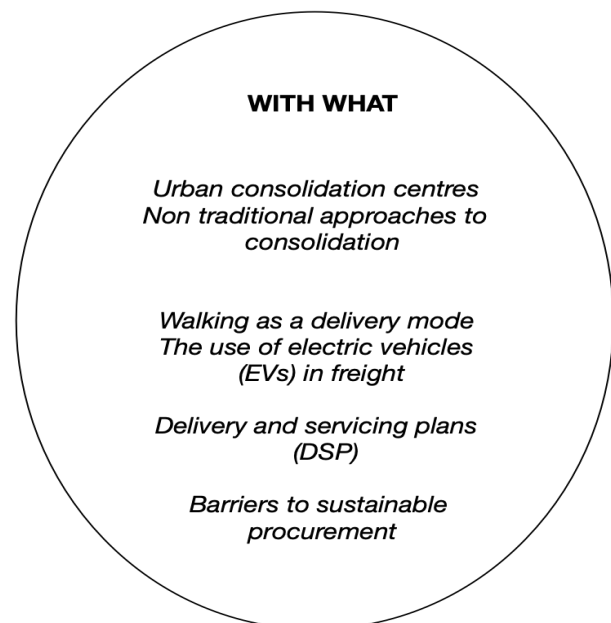 WITH WHAT
Urban consolidation centres
Non traditional approaches to
consolidation
Walking as a delivery mode
The use of electric vehicles
(EVs) in freight
Delivery and servicing plans
(DSP)
Barriers to sustainable
procurement